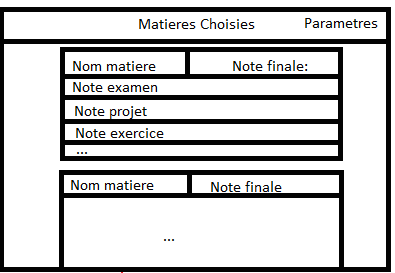 Matieres Choisies Parametres
Nom matiere Note finale:
Note examen
Note projet
Note exercice
...
Nom matiere Note finale
...